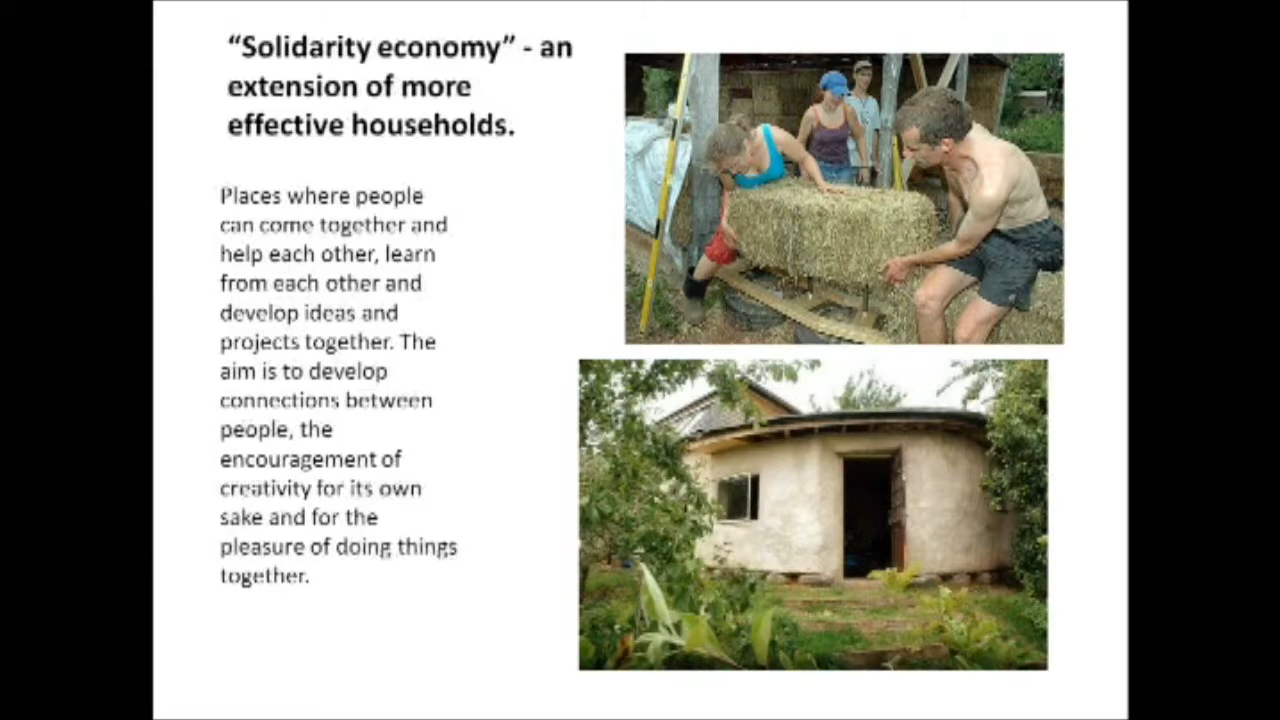 “Solidarity economy” - an
extension of more
effective households.
Places where people
can come together and
help each other, learn
from each other and
develop ideas and
projects together. The
aim is to develop
connections between
people, the
encouragement of
creativity for its own
sake and for the
pleasure of doing things
together.